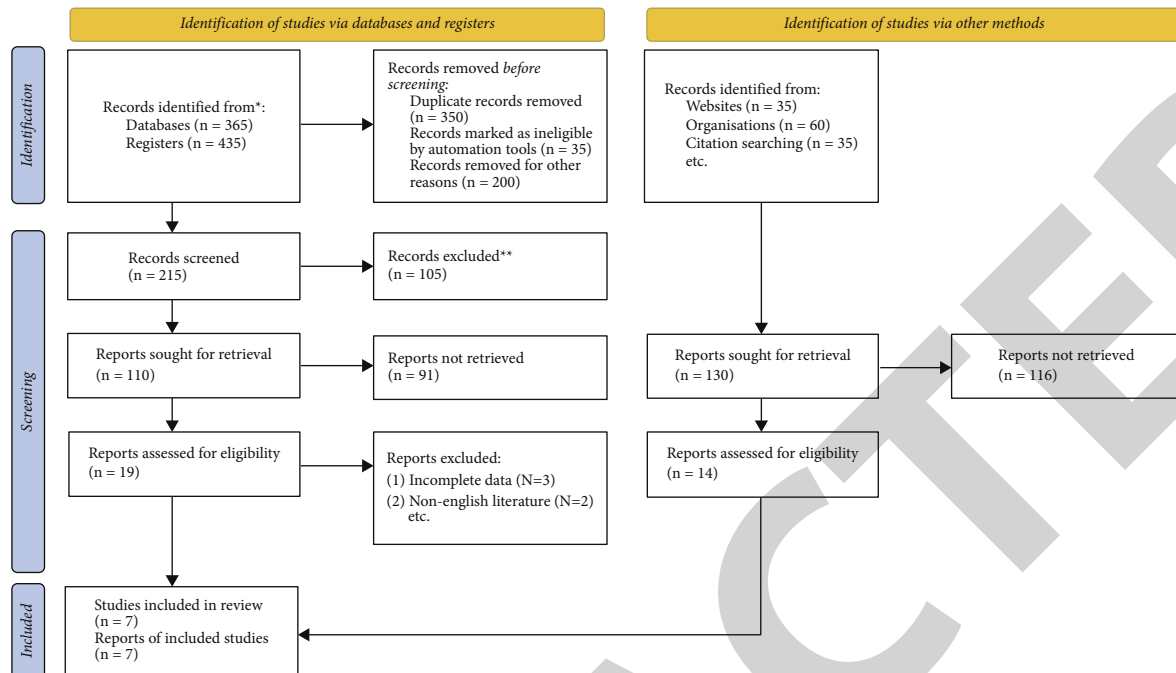 Identification of studies via databases and registers
Identification of studies via other methods
Identification
Records identified from*:
Databases (n = 365)
Registers (n = 435)
Records removed before
screening:
Duplicate records removed
(n = 350)
Records marked as ineligible
by automation tools (n = 35)
Records removed for other
reasons (n = 200)
Records identified from:
Websites (n = 35)
Organisations (n = 60)
Citation searching (n = 35)
etc.
Screening
Records screened
(n = 215)
Records excluded**
(n = 105)
Reports sought for retrieval
(n = 110)
Reports not retrieved
(n = 91)
Reports sought for retrieval
(n = 130)
Reports not retrieved
(n = 116)
Reports assessed for eligibility
(n = 19)
Reports excluded:
(1) Incomplete data (N=3)
(2) Non-english literature (N=2)
etc.
Reports assessed for eligibility
(n = 14)
Included
Studies included in review
(n = 7)
Reports of included studies
(n = 7)
CTE